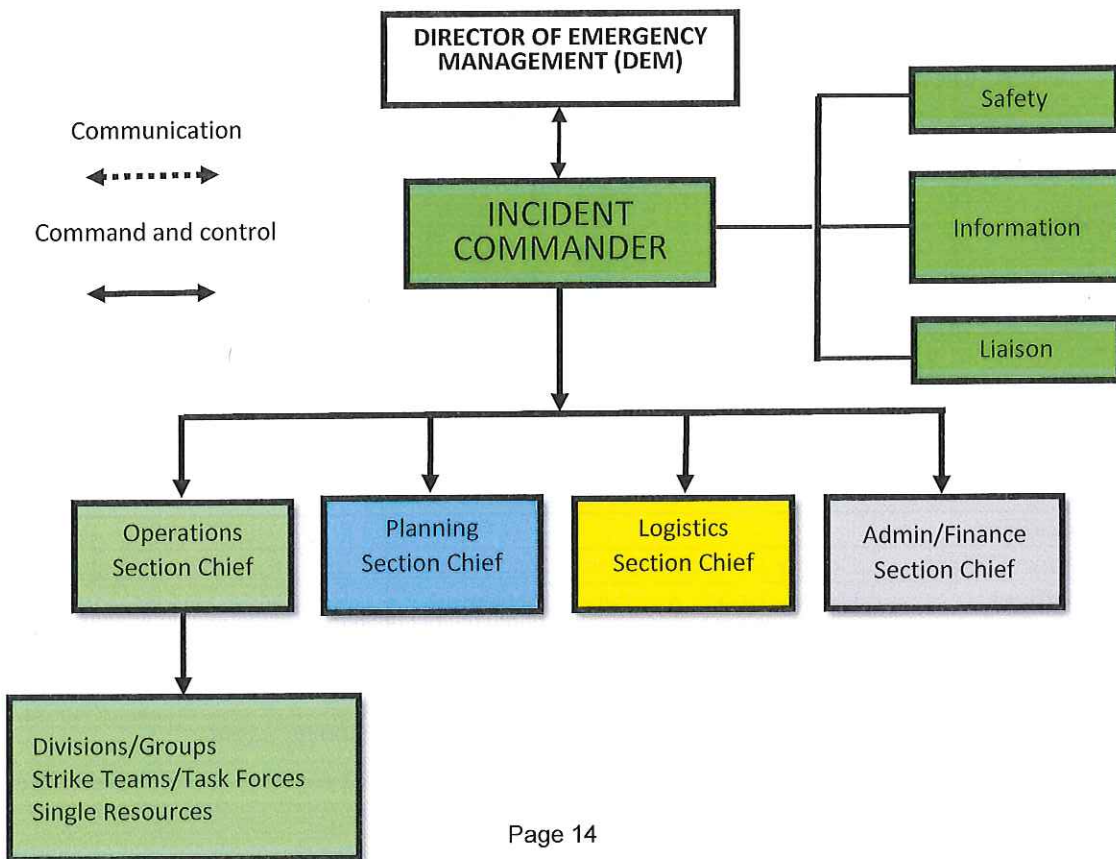 DIRECTOR OF EMERGENCY
MANAGEMENT (DEM)
Safety
Communication
INCIDENT
COMMANDER
Information
Command and control
Liaison
Operations
Section Chief
Planning
Section Chief
Logistics
Section Chief
Admin/Finance
Section Chief
Divisions/Groups
Strike Teams/Task Forces
Single Resources
Page 14